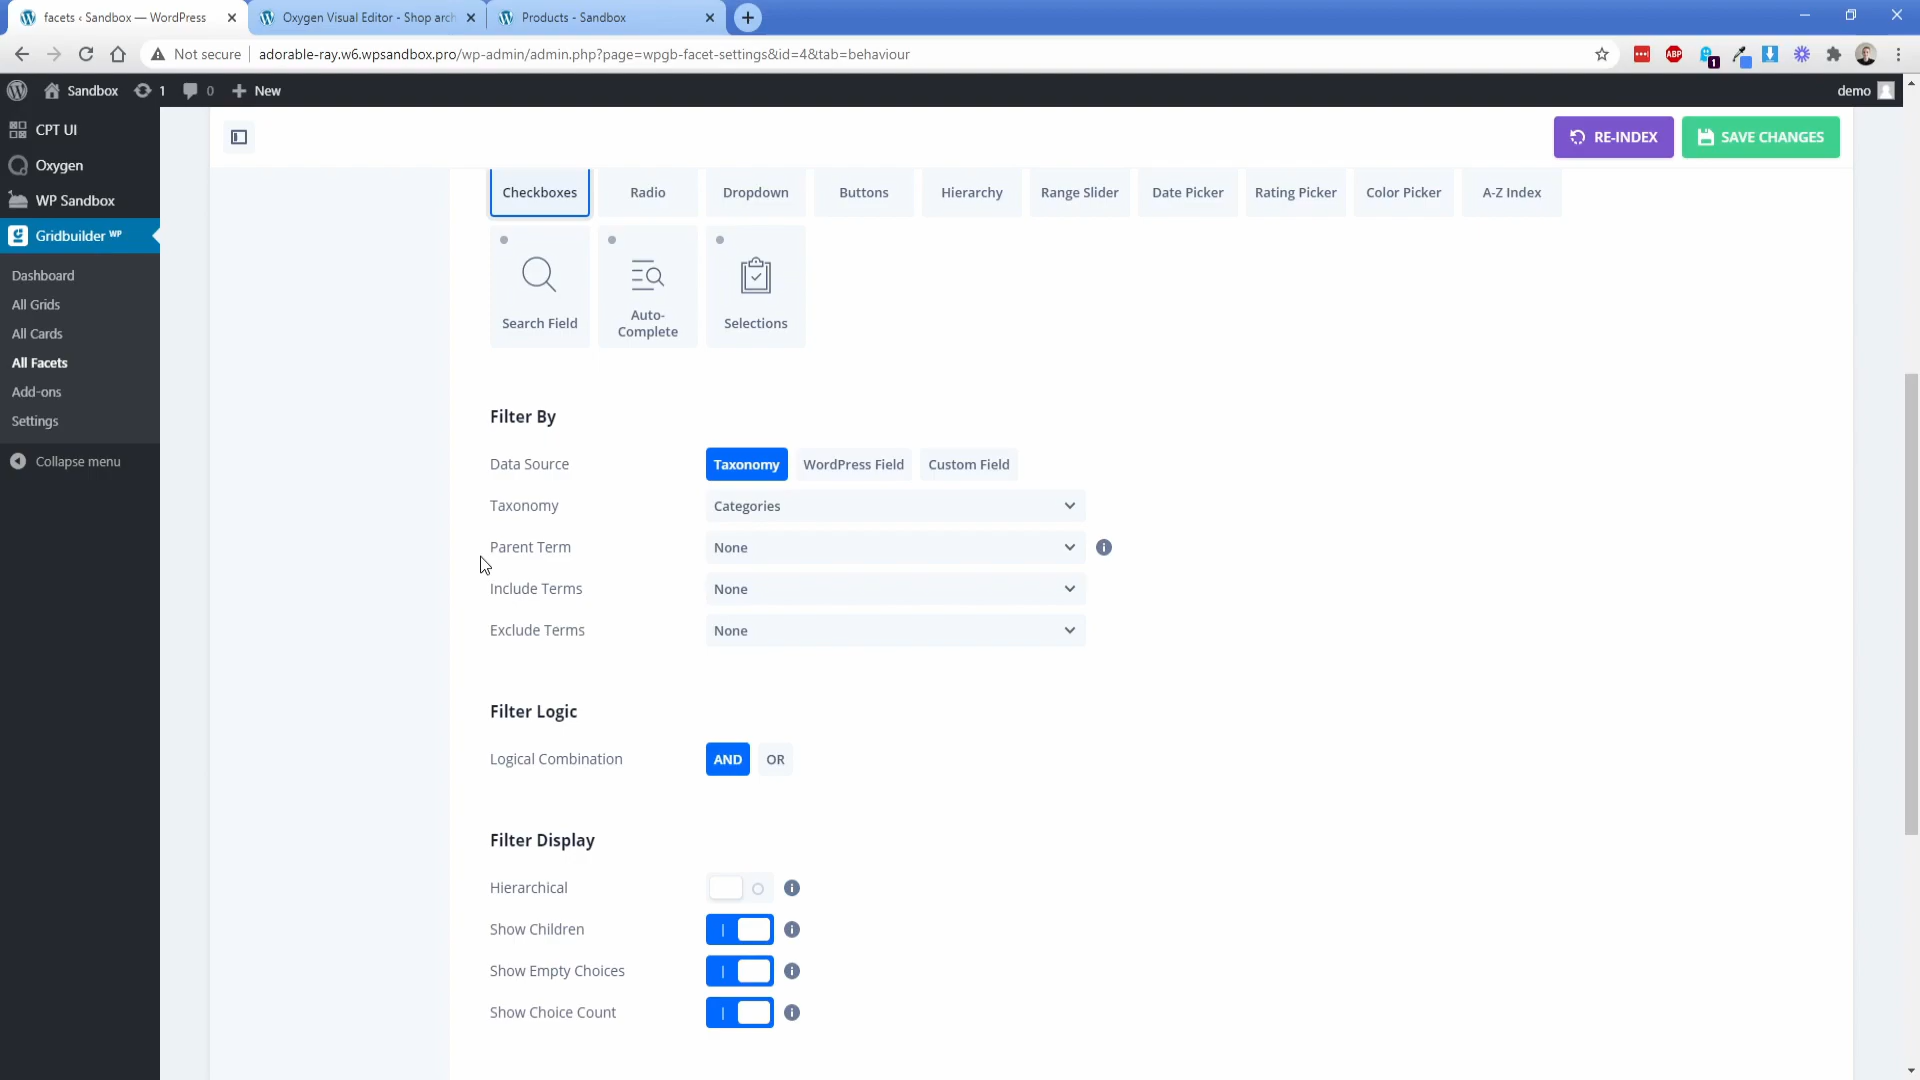 facets ‹ Sandbox — WordPress
Oxygen Visual Editor - Shop arch
Products - Sandbox
Not secure
adorable-ray.w6.wpsandbox.pro/wp-admin/admin.php?page=wpgb-facet-settings&id=4&tab=behaviour
ABP
1
Sandbox
1
0
New
demo
CPT UI
Oxygen
WP Sandbox
Gridbuilder WP
Dashboard
All Grids
All Cards
All Facets
Add-ons
Settings
Collapse menu
RE-INDEX
SAVE CHANGES
Checkboxes
Radio
Dropdown
Buttons
Hierarchy
Range Slider
Date Picker
Rating Picker
Color Picker
A-Z Index
Search Field
Auto-
Complete
Selections
Filter By
Data Source
Taxonomy
WordPress Field
Custom Field
Taxonomy
Categories
Parent Term
None
Include Terms
None
Exclude Terms
None
Filter Logic
Logical Combination
AND
OR
Filter Display
Hierarchical
Show Children
Show Empty Choices
Show Choice Count